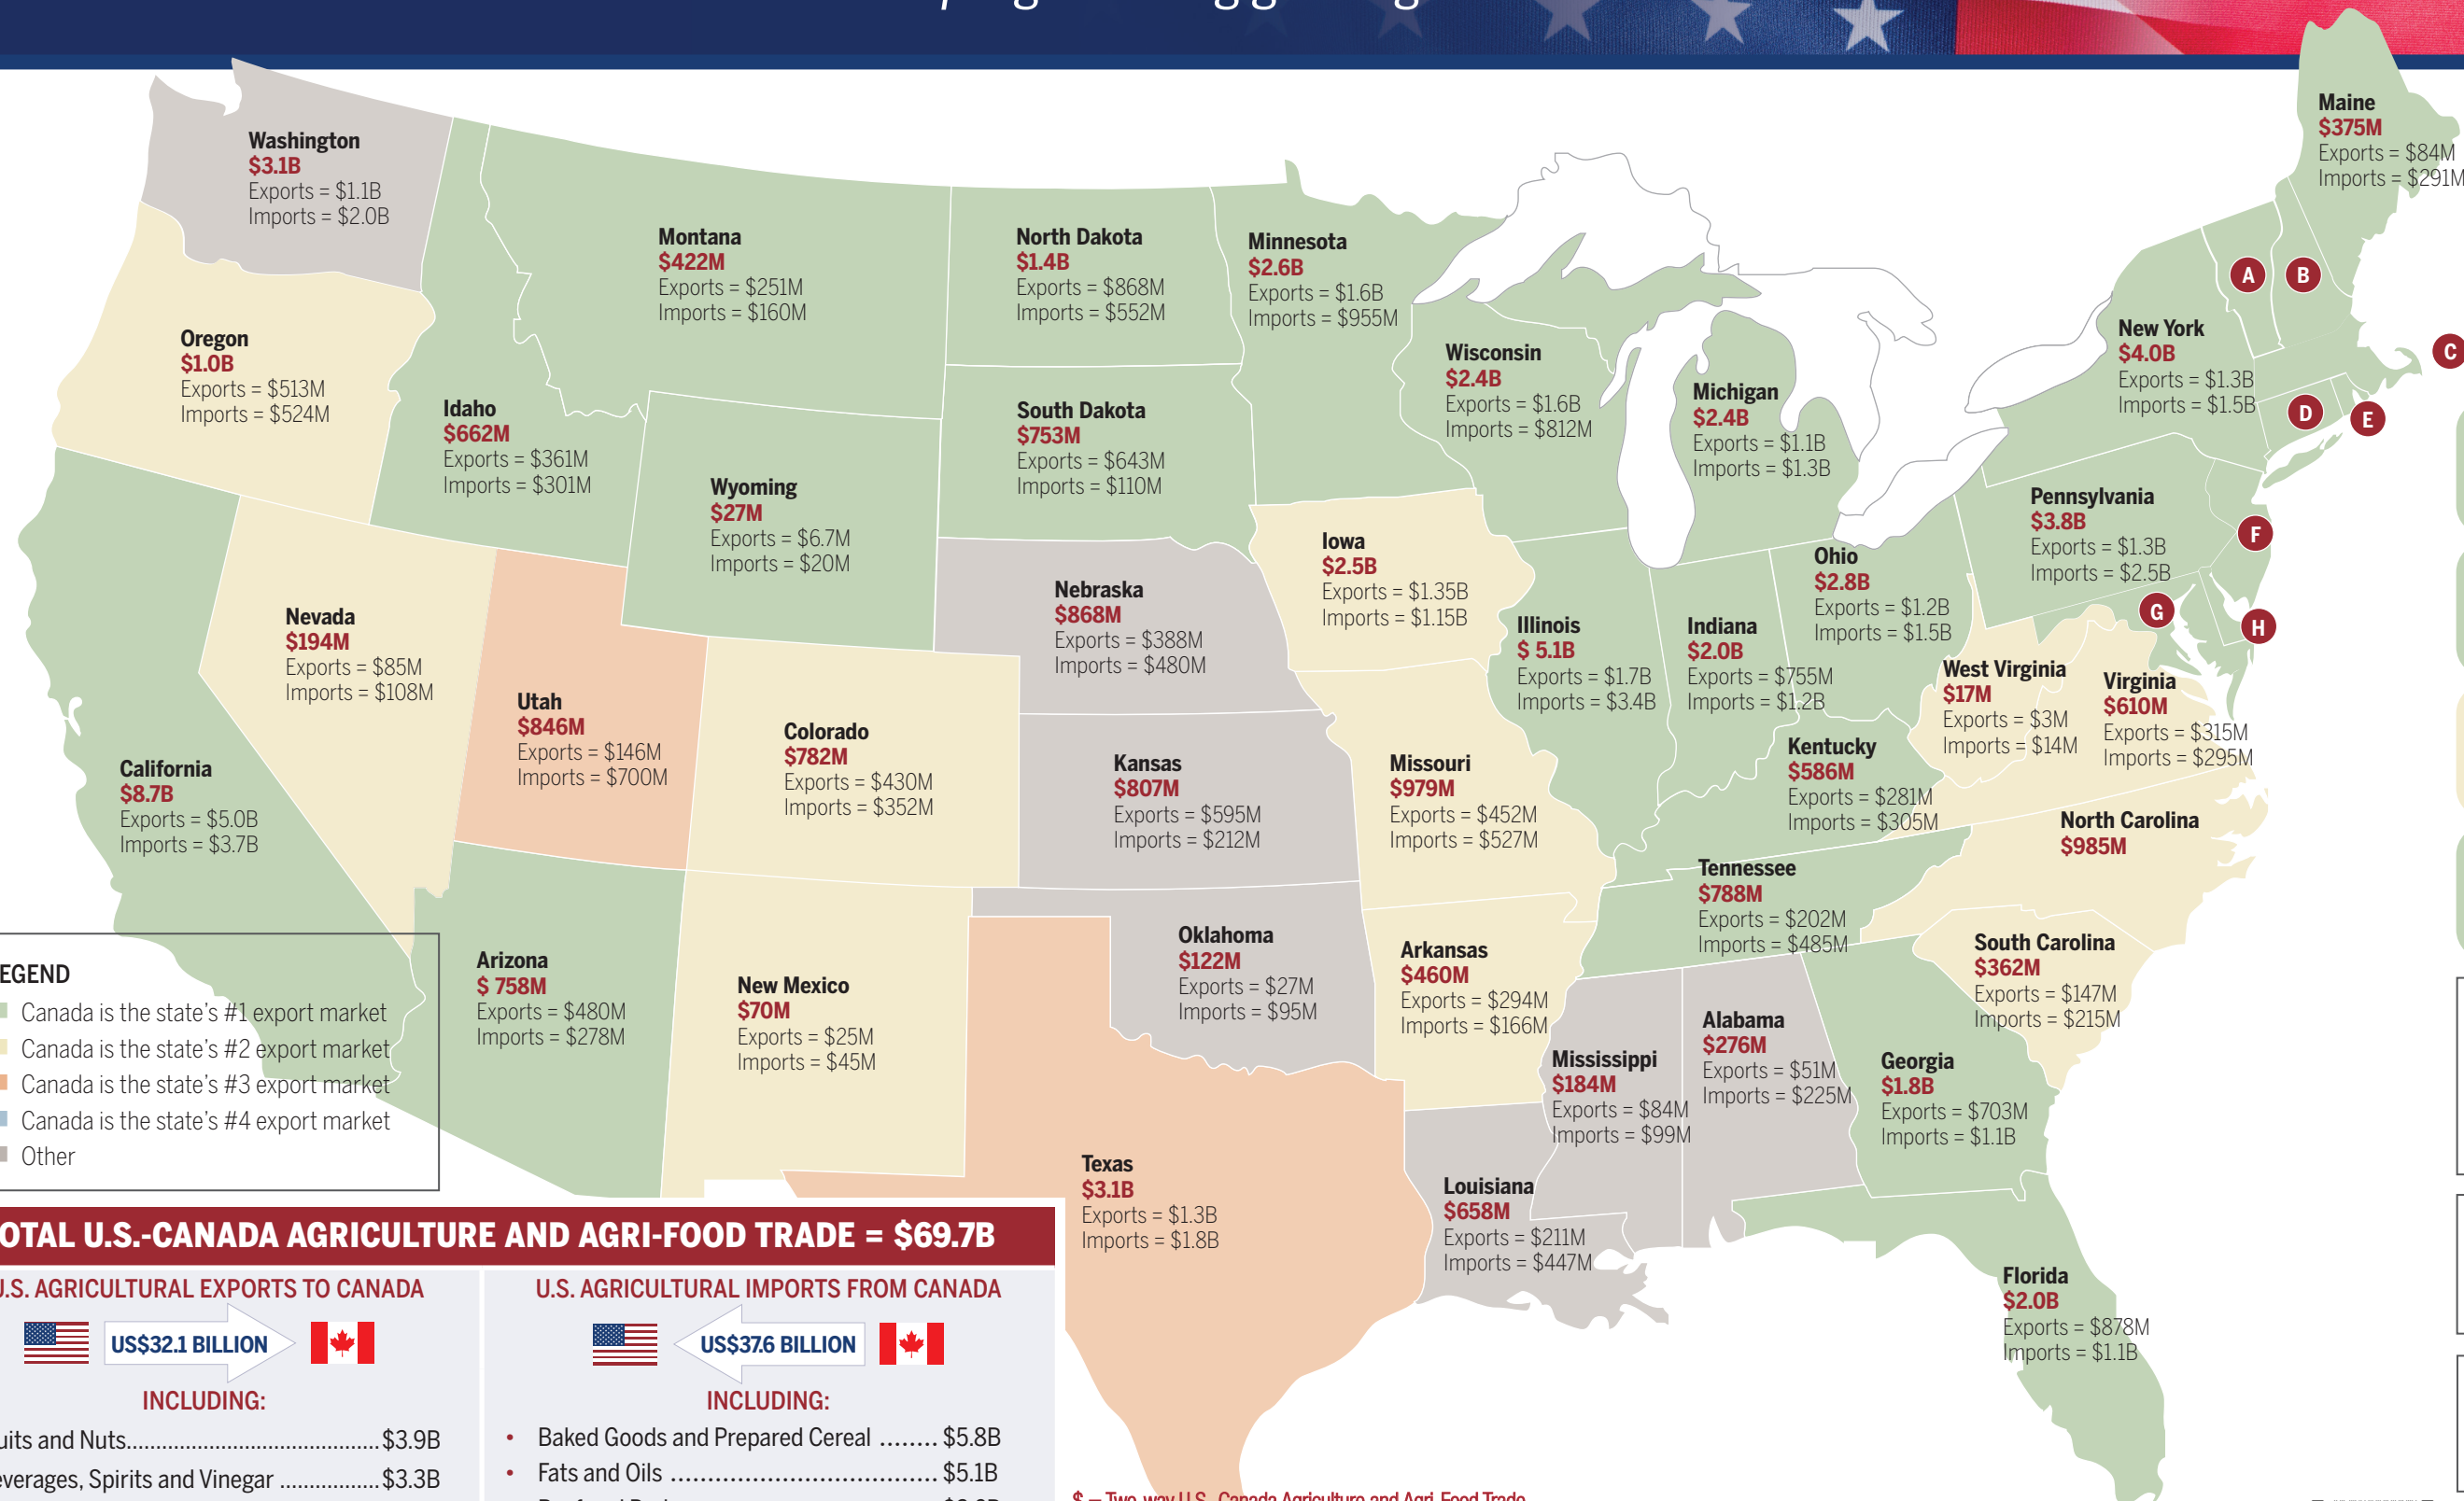 Washington
$3.1B
Exports = $1.1B
Imports = $2.0B
Oregon
$1.0B
Exports = $513M
Imports = $524M
Idaho
$662M
Exports = $361M
Imports = $301M
Montana
$422M
Exports = $251M
Imports = $160M
Wyoming
$27M
Exports = $6.7M
Imports = $20M
North Dakota
$1.4B
Exports = $868M
Imports = $552M
South Dakota
$753M
Exports = $643M
Imports = $110M
Minnesota
$2.6B
Exports = $1.6B
Imports = $955M
Wisconsin
$2.4B
Exports = $1.6B
Imports = $812M
Michigan
$2.4B
Exports = $1.1B
Imports = $1.3B
Maine
$375M
Exports = $84M
Imports = $291M
A
B
C
New York
$4.0B
Exports = $1.3B
Imports = $1.5B
D
E
Pennsylvania
$3.8B
Exports = $1.3B
Imports = $2.5B
F
G
H
California
$8.7B
Exports = $5.0B
Imports = $3.7B
Nevada
$194M
Exports = $85M
Imports = $108M
Utah
$846M
Exports = $146M
Imports = $700M
Colorado
$782M
Exports = $430M
Imports = $352M
Nebraska
$868M
Exports = $388M
Imports = $480M
Kansas
$807M
Exports = $595M
Imports = $212M
Iowa
$2.5B
Exports = $1.35B
Imports = $1.15B
Missouri
$979M
Exports = $452M
Imports = $527M
Illinois
$ 5.1B
Exports = $1.7B
Imports = $3.4B
Indiana
$2.0B
Exports = $755M
Imports = $1.2B
Ohio
$2.8B
Exports = $1.2B
Imports = $1.5B
West Virginia
$17M
Exports = $3M
Imports = $14M
Virginia
$610M
Exports = $315M
Imports = $295M
Kentucky
$586M
Exports = $281M
Imports = $305M
North Carolina
$985M
Tennessee
$788M
Exports = $202M
Imports = $485M
South Carolina
$362M
Exports = $147M
Imports = $215M
Arizona
$ 758M
Exports = $480M
Imports = $278M
New Mexico
$70M
Exports = $25M
Imports = $45M
Oklahoma
$122M
Exports = $27M
Imports = $95M
Arkansas
$460M
Exports = $294M
Imports = $166M
Mississippi
$184M
Exports = $84M
Imports = $99M
Alabama
$276M
Exports = $51M
Imports = $225M
Georgia
$1.8B
Exports = $703M
Imports = $1.1B
Texas
$3.1B
Exports = $1.3B
Imports = $1.8B
Louisiana
$658M
Exports = $211M
Imports = $447M
Florida
$2.0B
Exports = $878M
Imports = $1.1B
EGEND
Canada is the state's #1 export market
Canada is the state's #2 export market
Canada is the state's #3 export market
Canada is the state's #4 export market
Other
OTAL U.S.-CANADA AGRICULTURE AND AGRI-FOOD TRADE = $69.7B
U.S. AGRICULTURAL EXPORTS TO CANADA
US$32.1 BILLION
INCLUDING:
uits and Nuts........................................$3.9B
everages, Spirits and Vinegar .................$3.3B
U.S. AGRICULTURAL IMPORTS FROM CANADA
US$37.6 BILLION
INCLUDING:
• Baked Goods and Prepared Cereal ........ $5.8B
• Fats and Oils .................................... $5.1B
$ = Two-way U.S.-Canada Agriculture and Agri-Food Trade